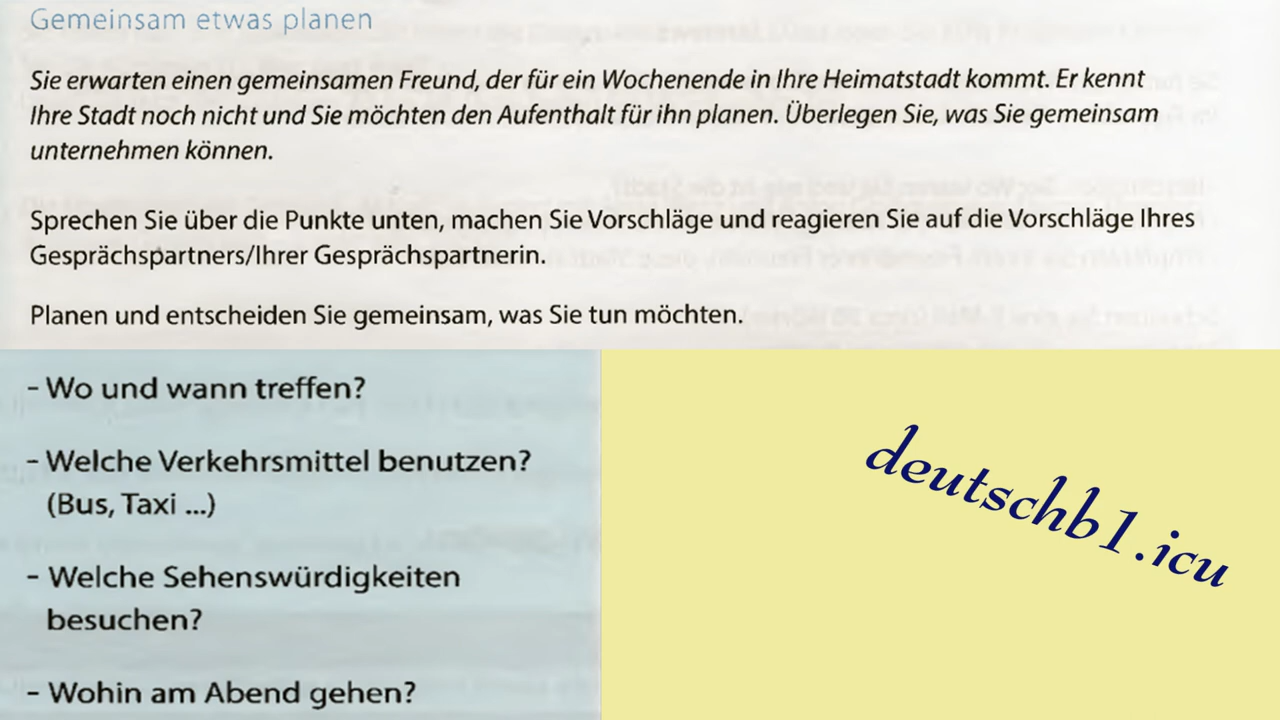 Gemeinsam etwas planen
Sie erwarten einen gemeinsamen Freund, der für ein Wochenende in Ihre Heimatstadt kommt. Er kennt
Ihre Stadt noch nicht und Sie möchten den Aufenthalt für ihn planen. Überlegen Sie, was Sie gemeinsam
unternehmen können.
Sprechen Sie über die Punkte unten, machen Sie Vorschläge und reagieren Sie auf die Vorschläge Ihres
Gesprächspartners/Ihrer Gesprächspartnerin.
Planen und entscheiden Sie gemeinsam, was Sie tun möchten.
- Wo und wann treffen?
- Welche Verkehrsmittel benutzen?
(Bus, Taxi ...)
- Welche Sehenswürdigkeiten
besuchen?
- Wohin am Abend gehen?
deutschb1.icu